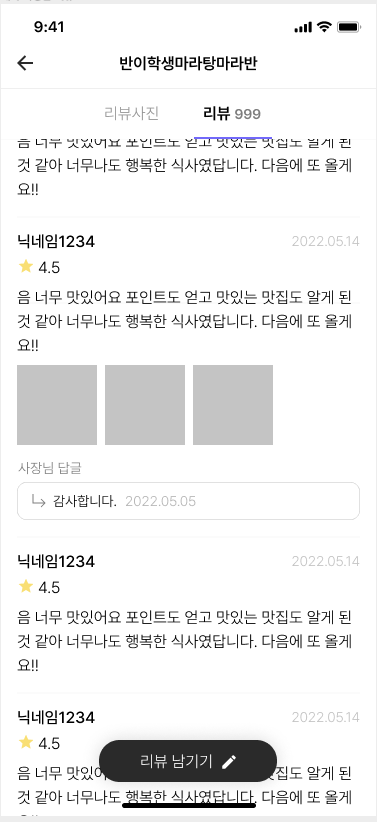 9:41
반이학생마라탕마라반
리뷰사진 리뷰 999
음 너무 맛있어요 포인트도 얻고 맛있는 맛집도 알게 된
것 같아 너무나도 행복한 식사였답니다. 다음에 또 올게
요!!
닉네임1234 2022.05.14
4.5
음 너무 맛있어요 포인트도 얻고 맛있는 맛집도 알게 된
것 같아 너무나도 행복한 식사였답니다. 다음에 또 올게
요!!
사장님 답글
감사합니다. 2022.05.05
닉네임1234 2022.05.14
4.5
음 너무 맛있어요 포인트도 얻고 맛있는 맛집도 알게 된
것 같아 너무나도 행복한 식사였답니다. 다음에 또 올게
요!!
닉네임1234 2022.05.14
4.5
리뷰 남기기
음 너무 맛집도 알게 된
것 같아 너무나도 행복한 식사였답니다. 다음에 또 올게